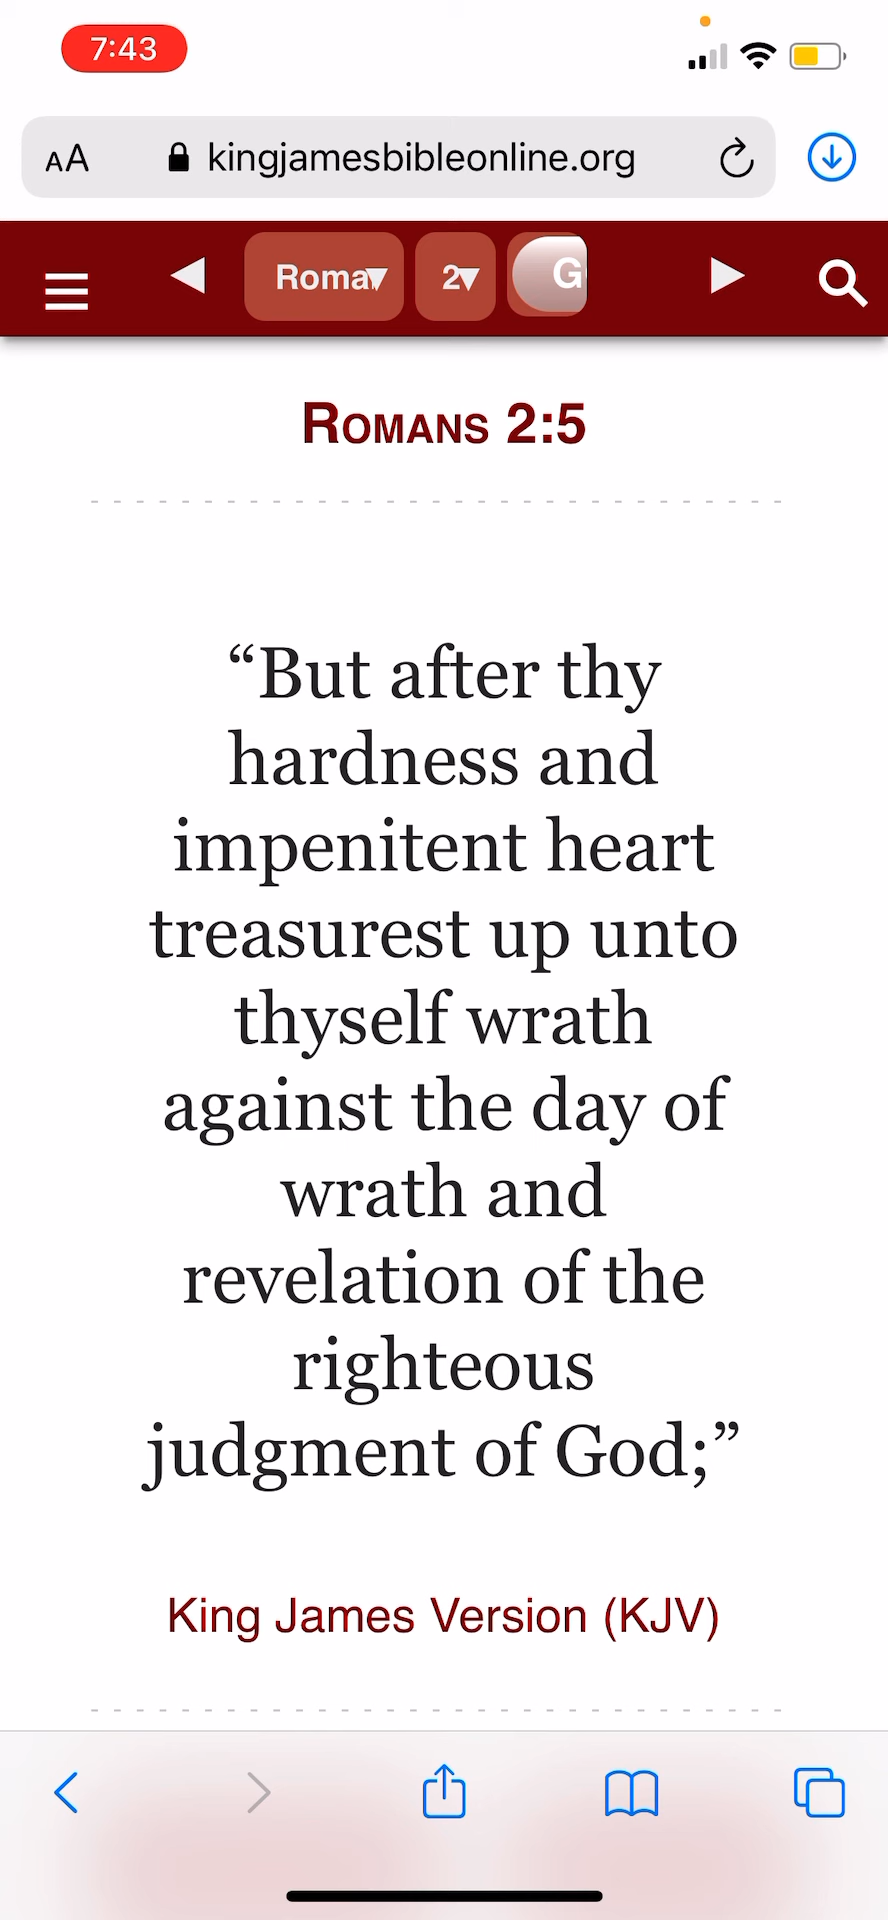 7:43
AA kingjamesbibleonline.org
Roma 2 G
ROMANS 2:5
“But after thy
hardness and
impenitent heart
treasurest up unto
thyself wrath
against the day of
wrath and
revelation of the
righteous
judgment of God;”
King James Version (KJV)